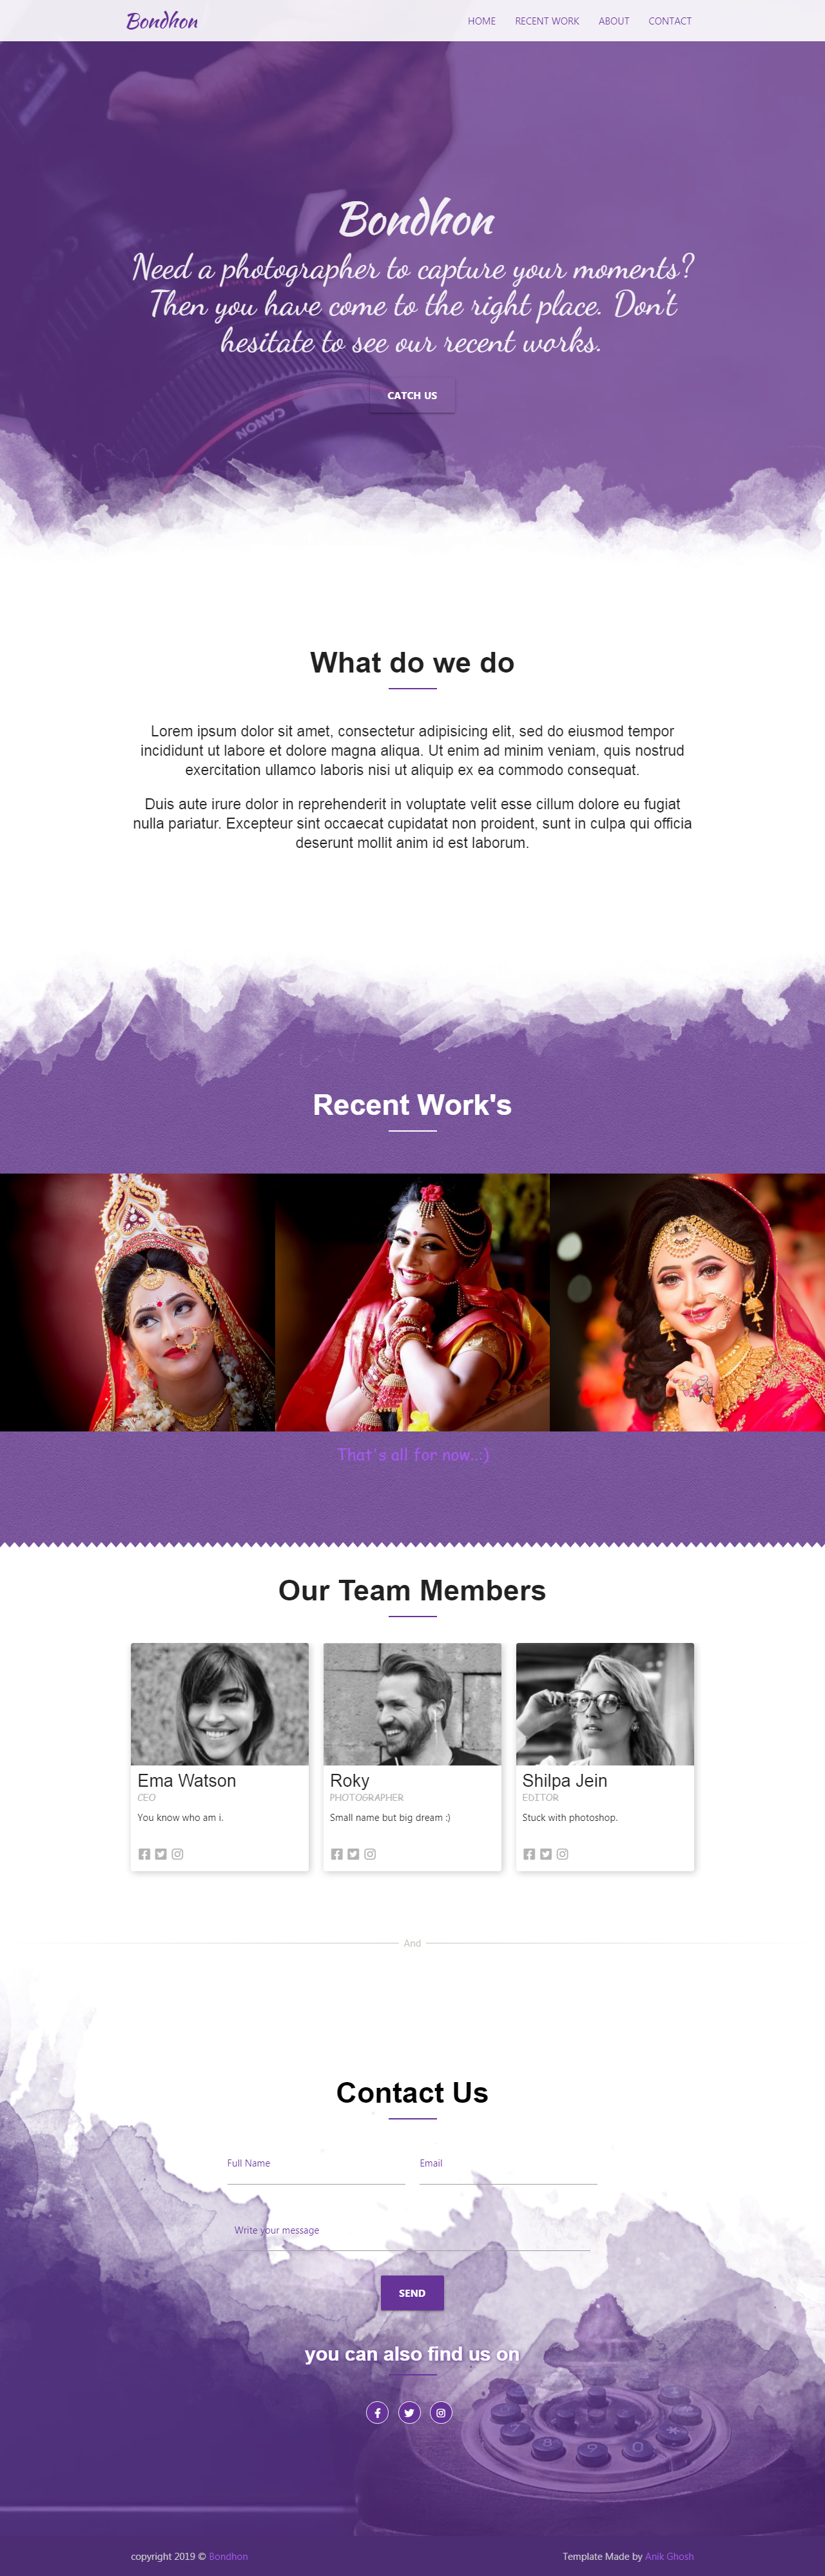 Bondhon
HOME RECENT WORK ABOUT CONTACT
Bondhon
Need a photographer to capture your moments?
Then you have come to the right place. Don't
hesitate to see our recent works.
CATCH US
CANON
What do we do
Lorem ipsum dolor sit amet, consectetur adipisicing elit, sed do eiusmod tempor
incididunt ut labore et dolore magna aliqua. Ut enim ad minim veniam, quis nostrud
exercitation ullamco laboris nisi ut aliquip ex ea commodo consequat.
Duis aute irure dolor in reprehenderit in voluptate velit esse cillum dolore eu fugiat
nulla pariatur. Excepteur sint occaecat cupidatat non proident, sunt in culpa qui officia
deserunt mollit anim id est laborum.
Recent Work's
That's all for now..:)
Our Team Members
Ema Watson
CEO
You know who am i.
Roky
PHOTOGRAPHER
Small name but big dream :)
Shilpa Jein
EDITOR
Stuck with photoshop.
And
Contact Us
Full Name
Email
Write your message
SEND
you can also find us on
7 8 9 0 *
copyright 2019 © Bondhon
Template Made by Anik Ghosh